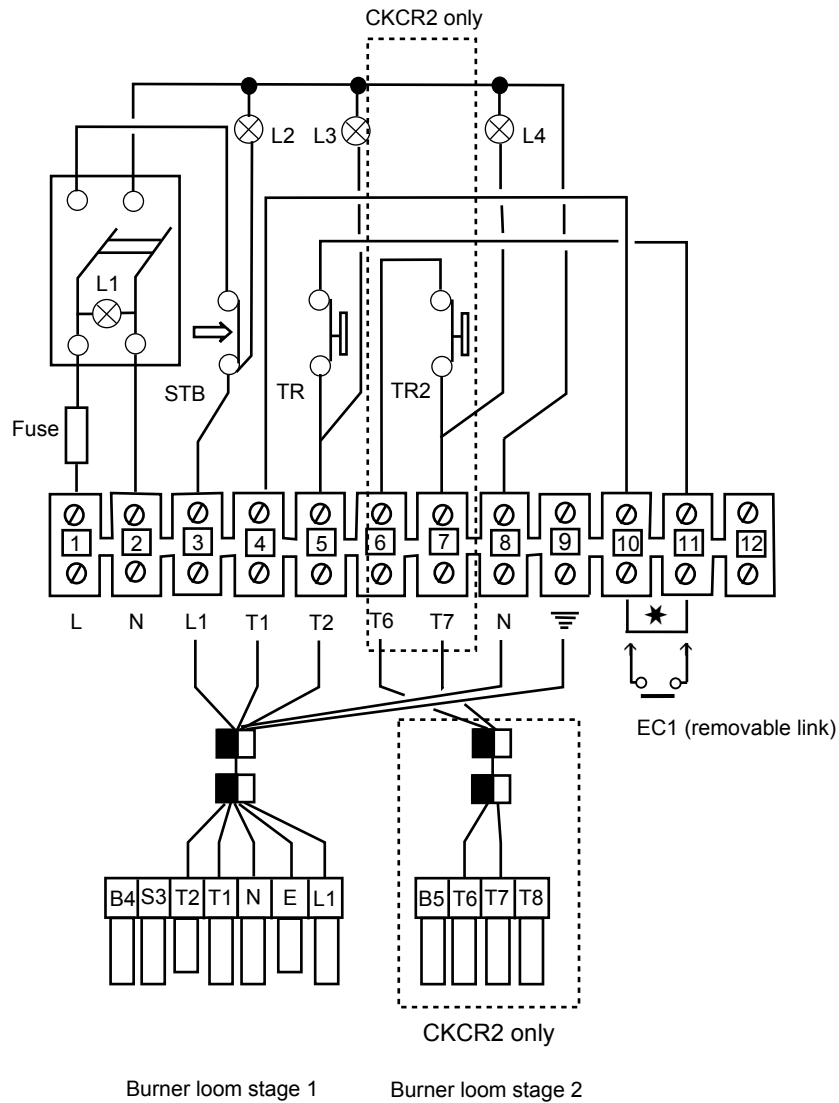 CKCR2 only
L2 L3 L4
L1
STB TR TR2
Fuse
1 2 3 4 5 6 7 8 9 10 11 12
L N L1 T1 T2 T6 T7 N
EC1 (removable link)
B4 S3 T2 T1 N E L1 B5 T6 T7 T8
CKCR2 only
Burner loom stage 1 Burner loom stage 2